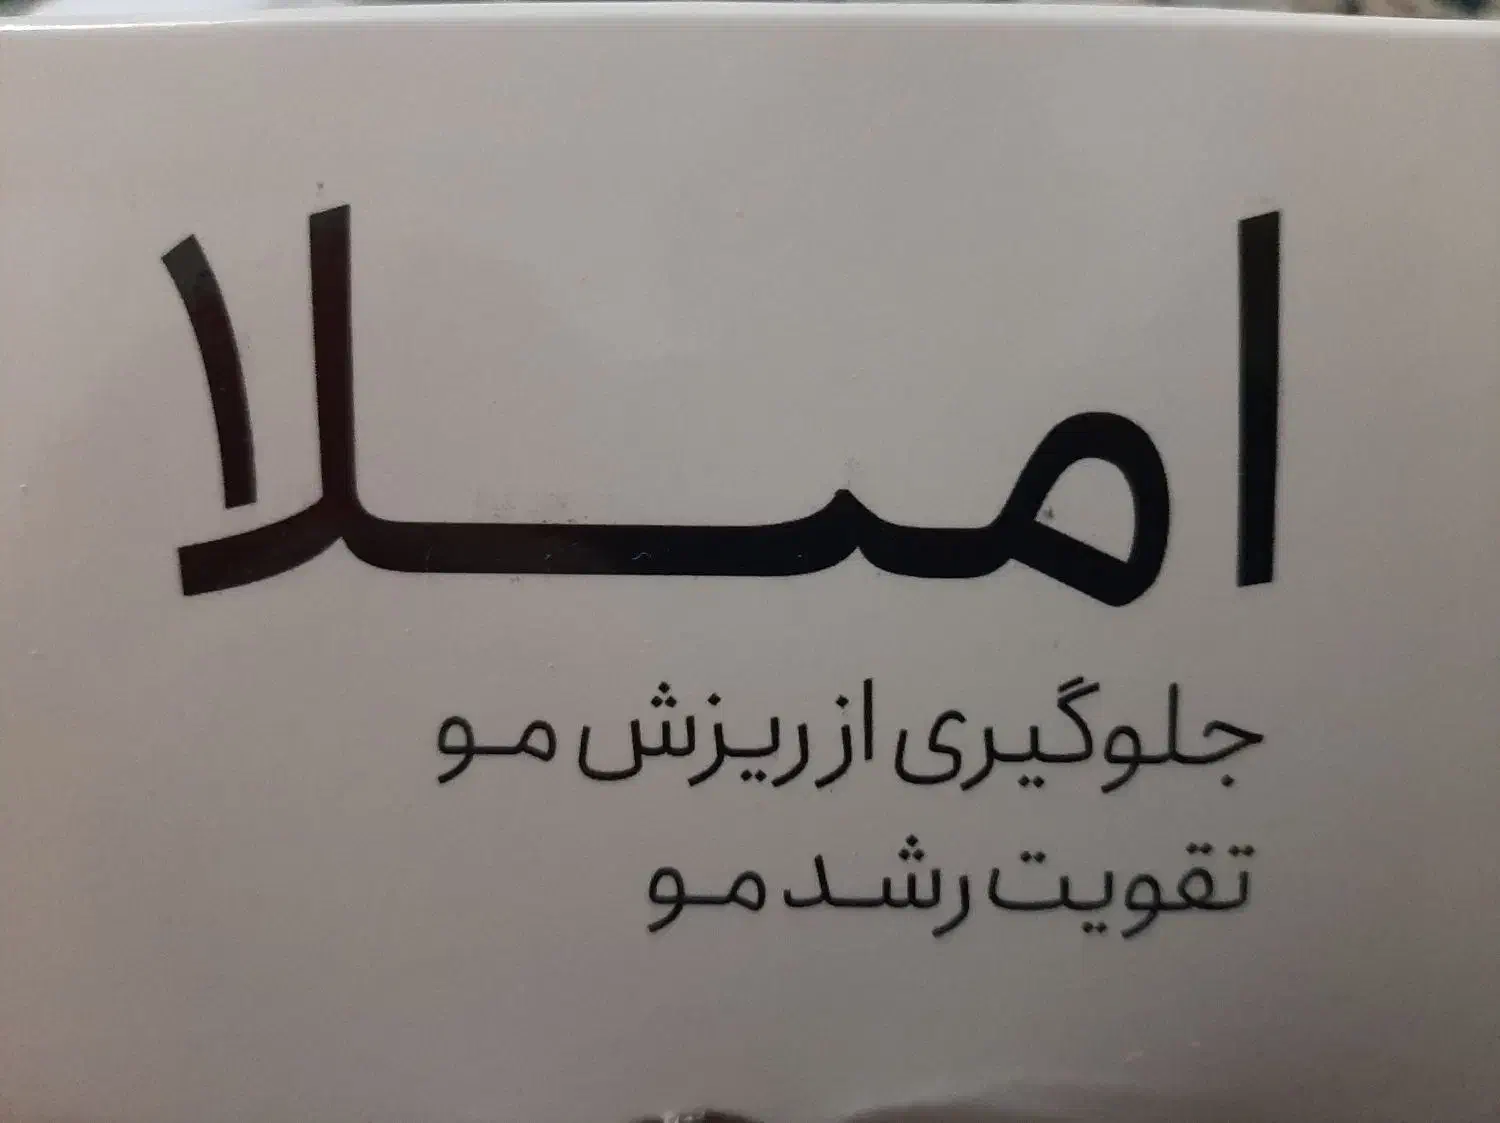 املا
جلوگیری از ریزش مو
تقویت رشد مو